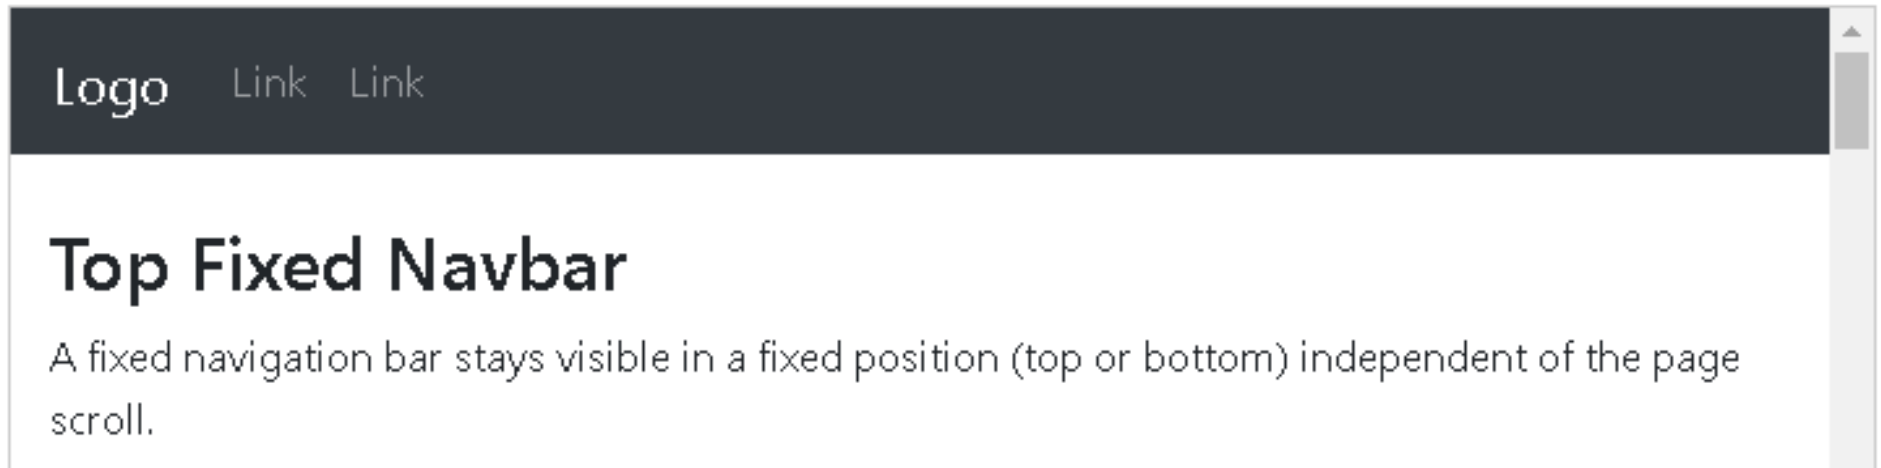 Logo Link Link
Top Fixed Navbar
A fixed navigation bar stays visible in a fixed position (top or bottom) independent of the page
scroll.